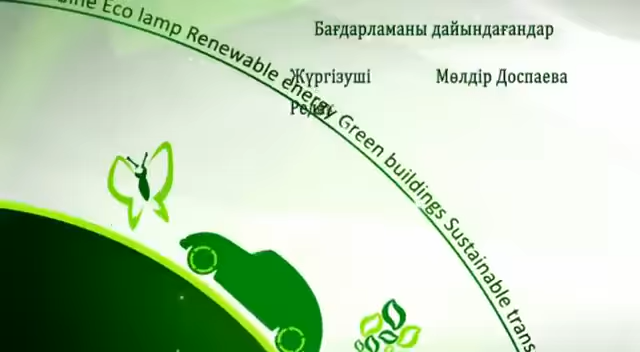 Eco lamp Renewable energy Green buildings Sustainable trans
Бағдарламаны дайындағандар
Жүргізуші Мөлдір Доспаева